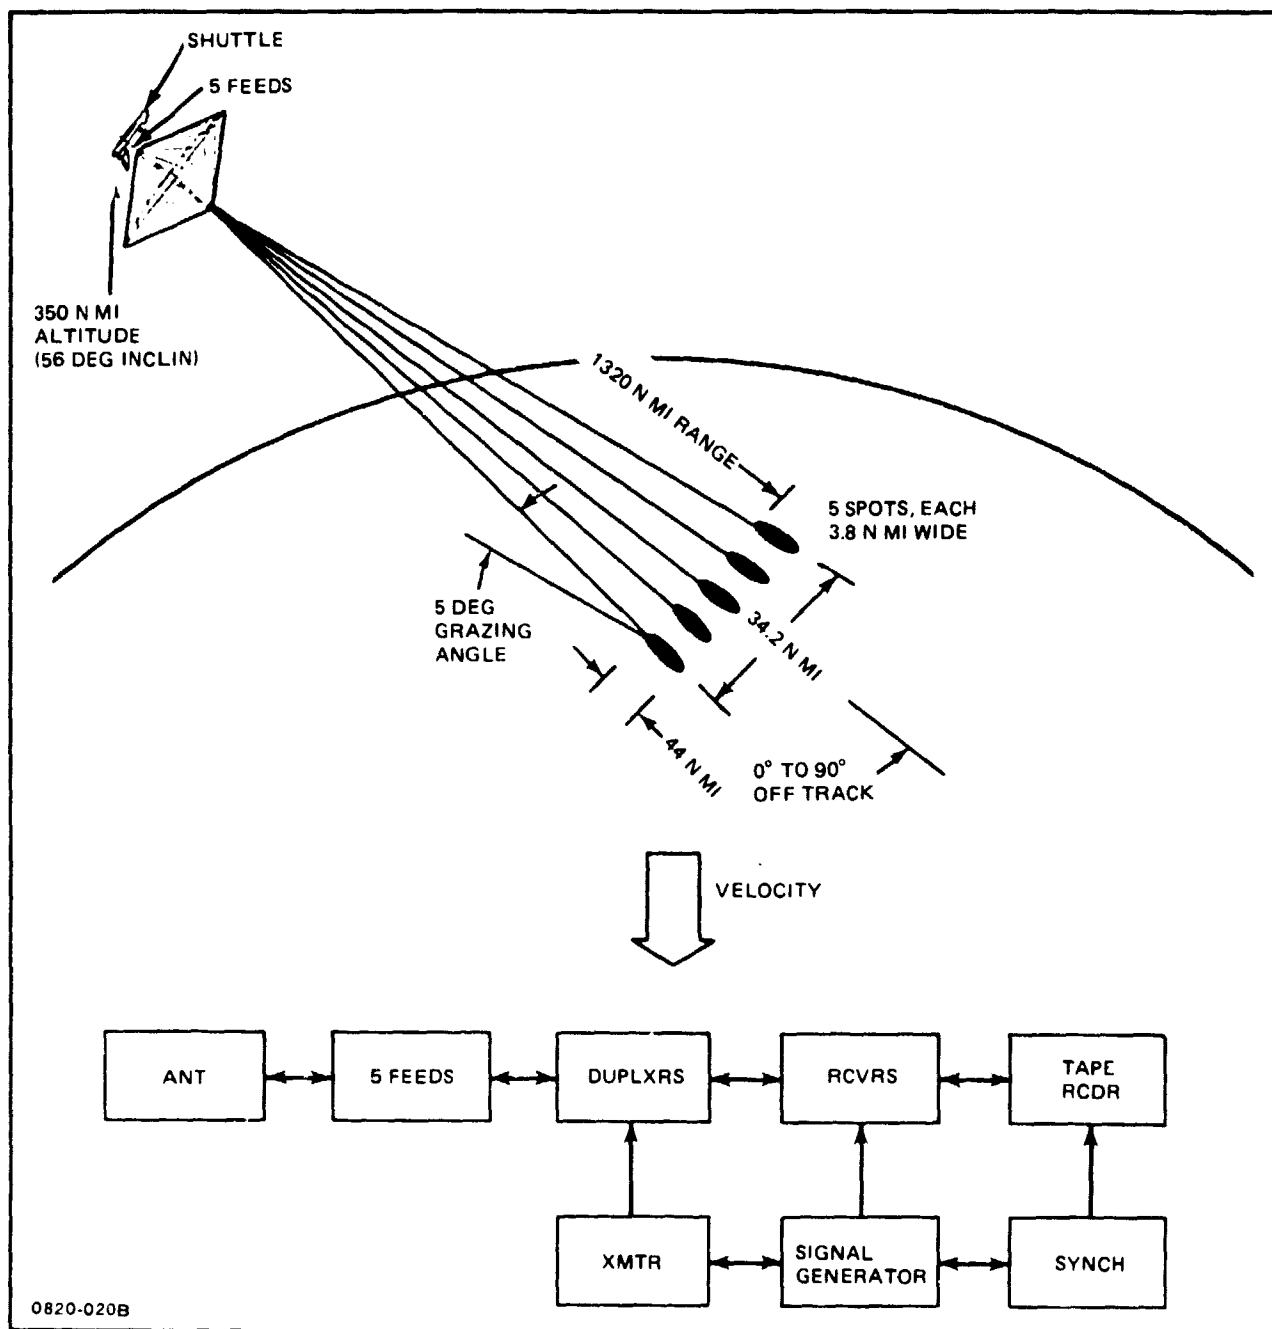 SHUTTLE
5 FEEDS
350 N MI
ALTITUDE
(56 DEG INCLIN)
1320 N MI RANGE
5 SPOTS, EACH
3.8 N MI WIDE
5 DEG
GRAZING
ANGLE
34.2 N MI
44 N MI
0° TO 90°
OFF TRACK
VELOCITY
ANT
5 FEEDS
DUPLXRS
RCVRS
TAPE
RCDR
XMTR
SIGNAL
GENERATOR
SYNCH
0820-020B